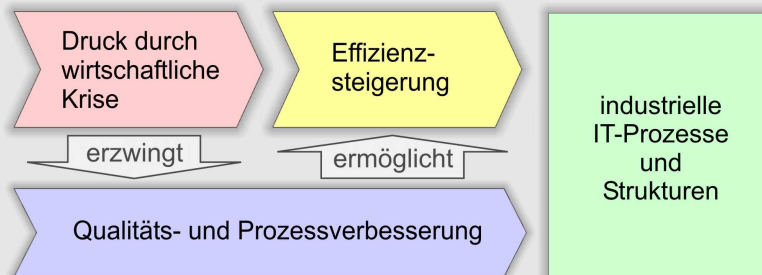 Druck durch
wirtschaftliche
Krise
Effizienz-
steigerung
erzwingt
ermöglicht
Qualitäts- und Prozessverbesserung
industrielle
IT-Prozesse
und
Strukturen